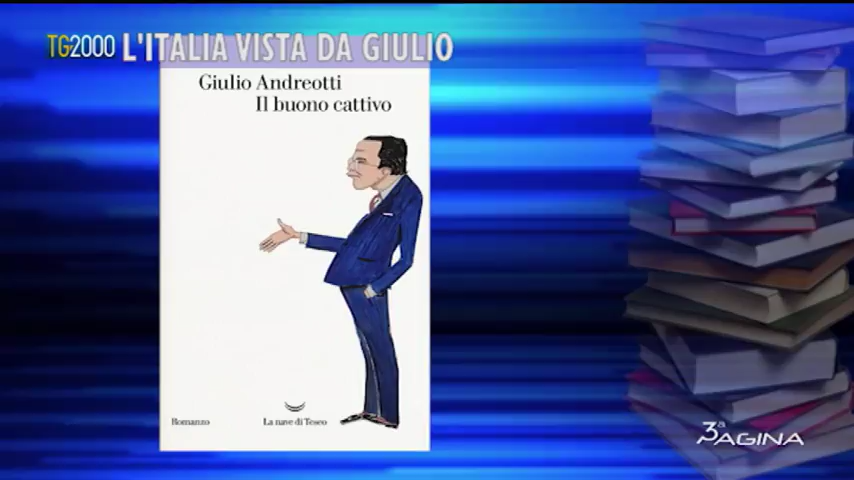 TG2000 L'ITALIA VISTA DA GIULIO
Giulio Andreotti
Il buono cattivo
Romanzo
La nave di Teseo
3a PAGINA